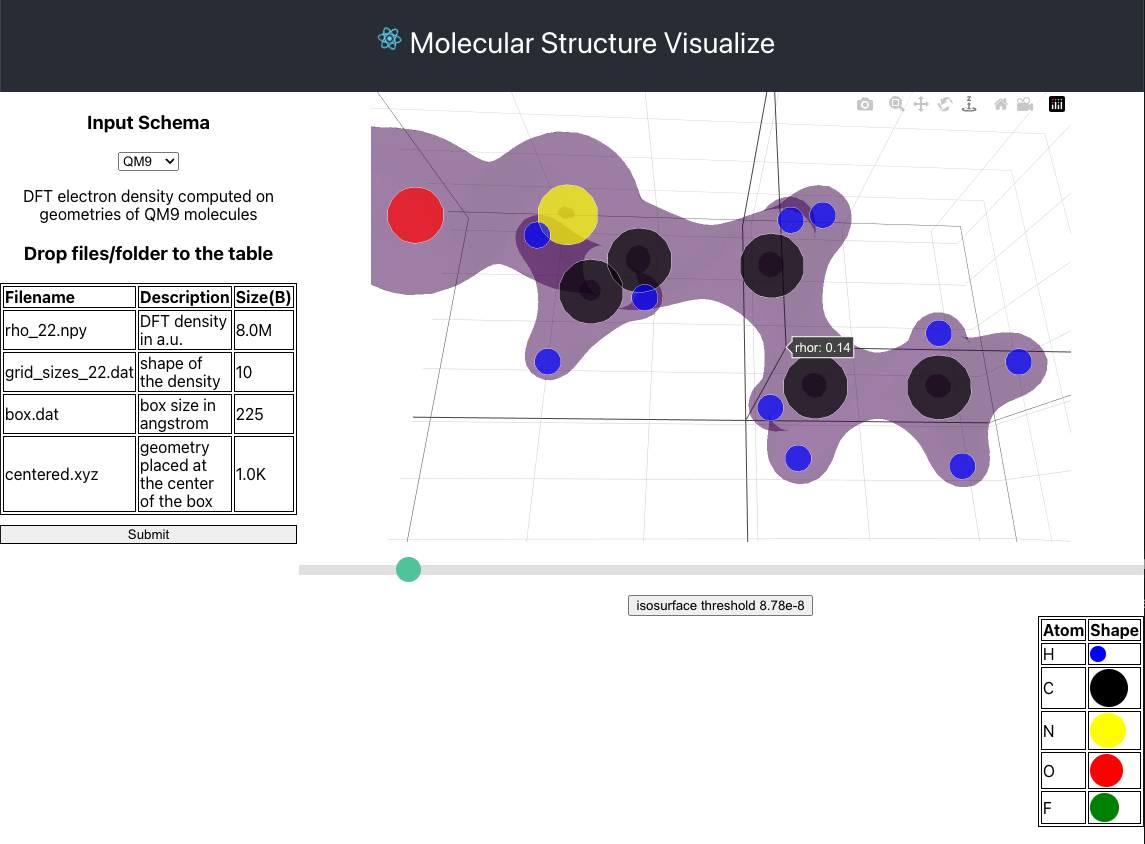 Molecular Structure Visualize
Input Schema
QM9
DFT electron density computed on
geometries of QM9 molecules
Drop files/folder to the table
Filename Description Size(B)
rho_22.npy DFT density in a.u. 8.0M
grid_sizes_22.dat shape of the density 10
box.dat box size in angstrom 225
centered.xyz geometry placed at the center of the box 1.0K
Submit
rhor: 0.14
isosurface threshold 8.78e-8
Atom Shape
H
C
N
O
F